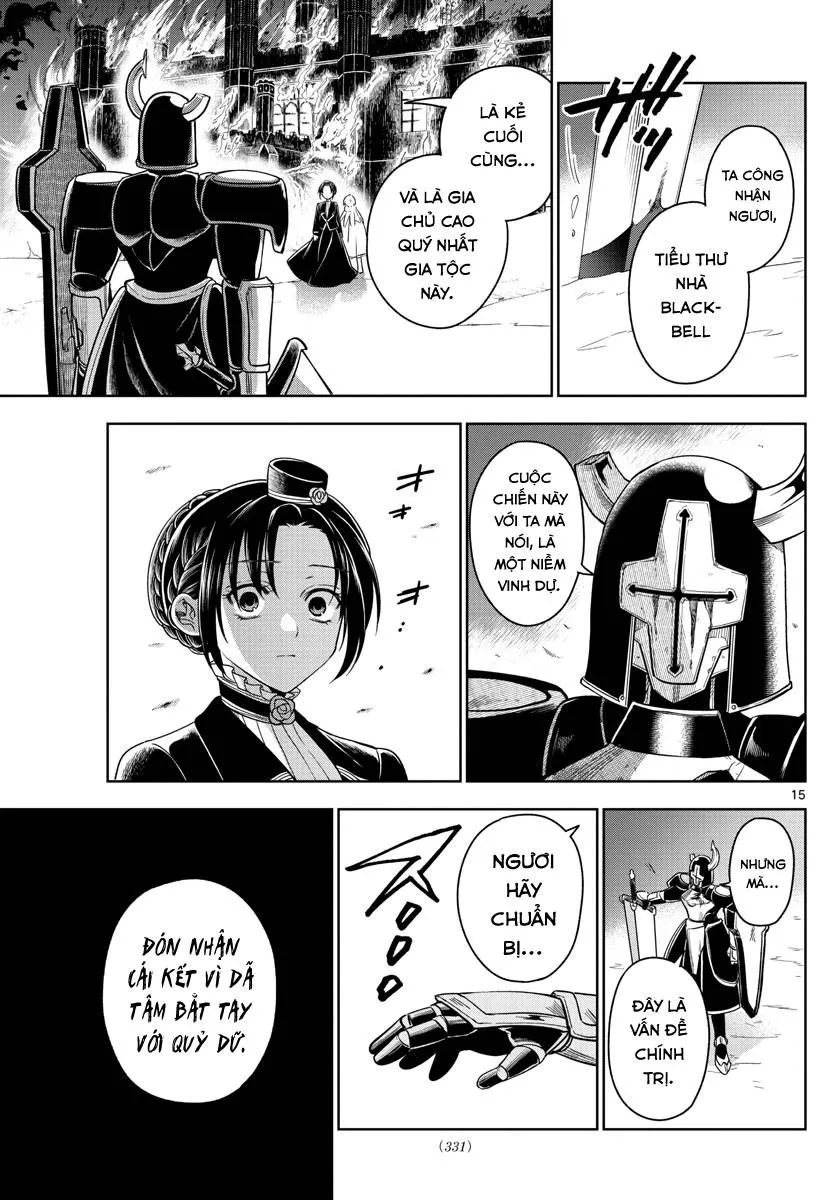 TA CÔNG
NHẬN
NGƯƠI,
TIỂU THƯ
NHÀ
BLACK-
BELL
LÀ KẺ
CUỐI
CÙNG...
VÀ LÀ GIA
CHỦ CAO
QUÝ NHẤT
GIA TỘC
NÀY.
CUỘC
CHIẾN NÀY
VỚI TA MÀ
NÓI, LÀ
MỘT NIỀM
VINH DỰ.
15
NHƯNG
MÀ...
ĐÂY LÀ
VẤN ĐỀ
CHÍNH
TRỊ.
NGƯƠI
HÃY
CHUẨN
BỊ...
ĐÓN NHẬN
CÁI KẾT VÌ DÃ
TÂM BẮT TAY
VỚI QUỶ DỮ.
(331)